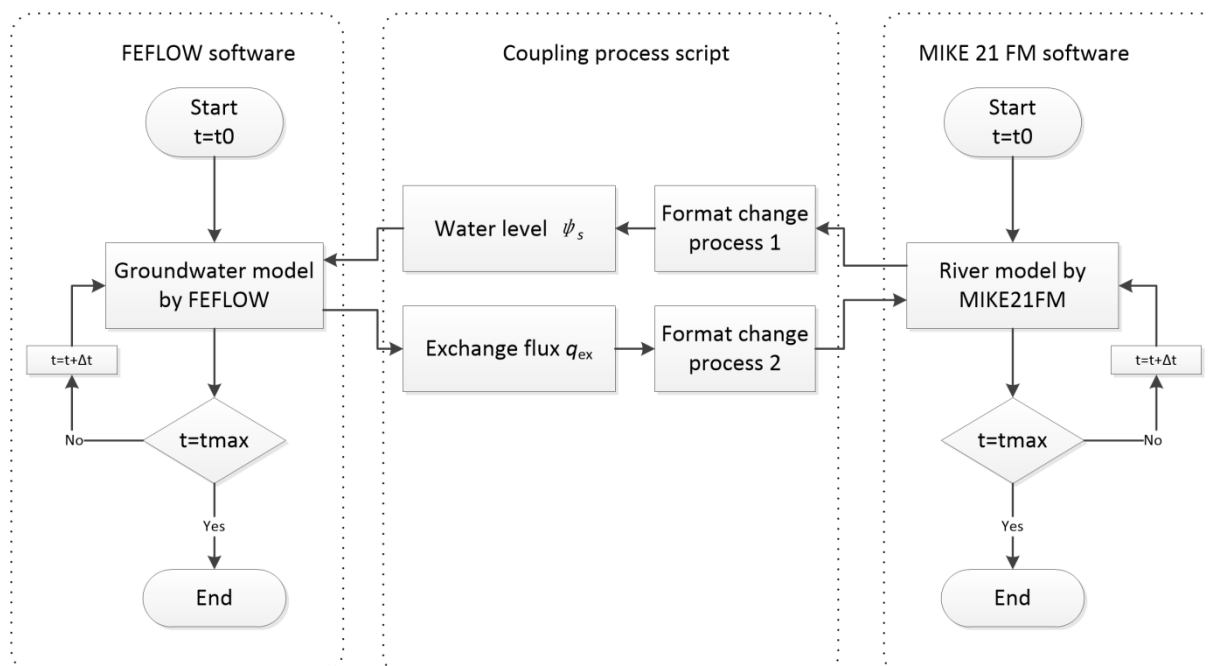 FEFLOW software
Start
t=t0
Groundwater model
by FEFLOW
t=t+Δt
No
t=tmax
Yes
End
Coupling process script
Water level ψs
Format change
process 1
Exchange flux qex
Format change
process 2
MIKE 21 FM software
Start
t=t0
River model by
MIKE21FM
t=t+Δt
t=tmax
No
Yes
End